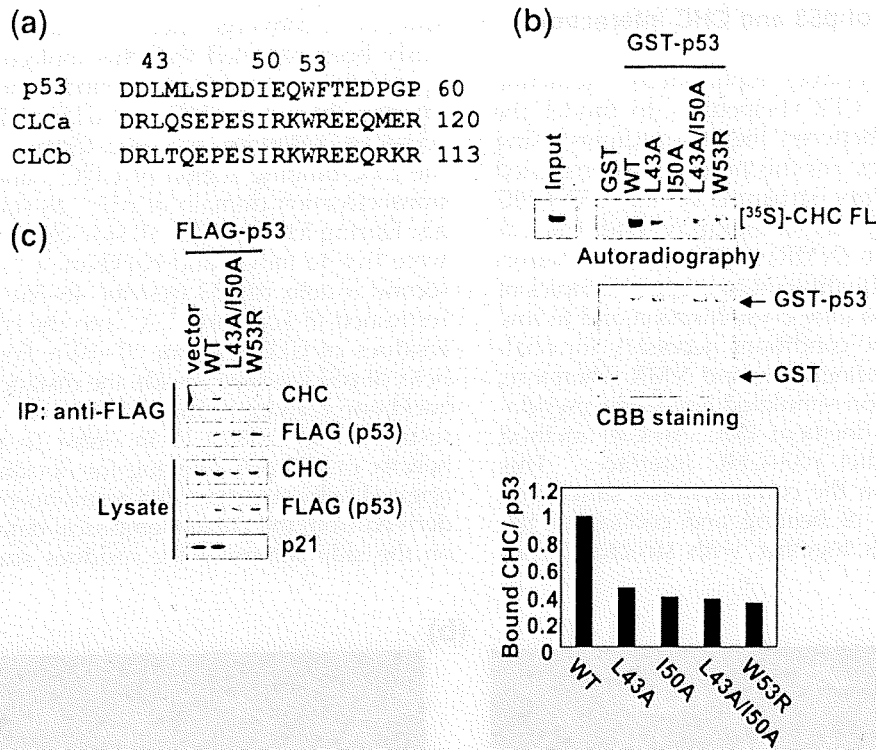 (a)
43 50 53
p53 DDLMLSPDDIEQWFTEDPGP 60
CLCa DRLQSEPESIRKWREEQMER 120
CLCb DRLTQEPESIRKWREEQRKR 113
(b)
GST-p53
Input
GST
WT
L43A
I50A
L43A/I50A
W53R
[³⁵S]-CHC FL
Autoradiography
← GST-p53
← GST
CBB staining
Bound CHC/ p53
1.2
1
0.8
0.6
0.4
0.2
0
WT
L43A
I50A
L43A/I50A
W53R
(c)
FLAG-p53
vector
WT
L43A/I50A
W53R
IP: anti-FLAG
CHC
FLAG (p53)
Lysate
CHC
FLAG (p53)
p21